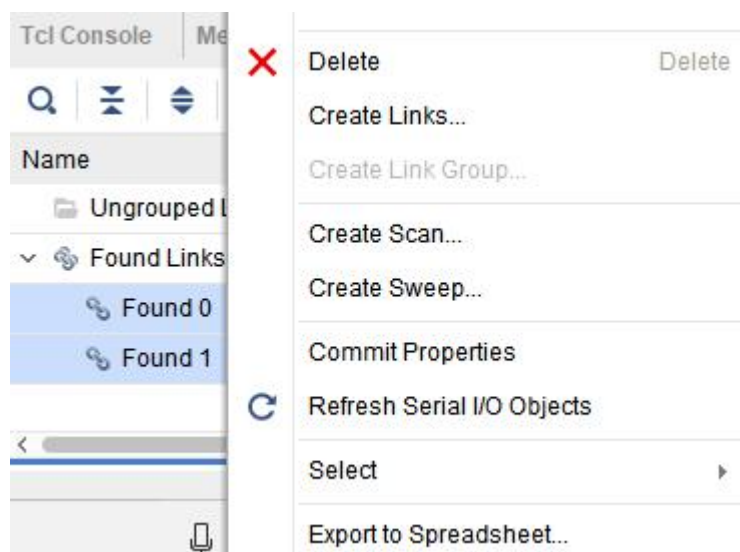 Tcl Console
Me
Name
Ungrouped L
Found Links
Found 0
Found 1
Delete Delete
Create Links...
Create Link Group...
Create Scan...
Create Sweep...
Commit Properties
Refresh Serial I/O Objects
Select
Export to Spreadsheet...